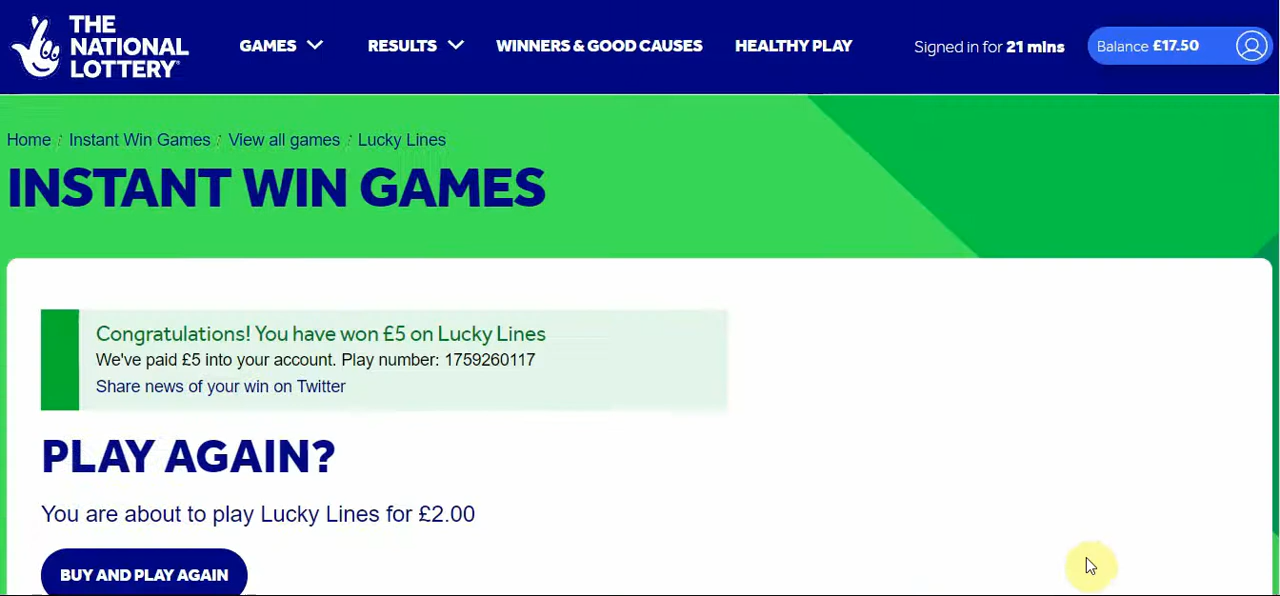 THE
NATIONAL
LOTTERY®
GAMES RESULTS WINNERS & GOOD CAUSES HEALTHY PLAY Signed in for 21 mins Balance £17.50
Home / Instant Win Games / View all games / Lucky Lines
INSTANT WIN GAMES
Congratulations! You have won £5 on Lucky Lines
We've paid £5 into your account. Play number: 1759260117
Share news of your win on Twitter
PLAY AGAIN?
You are about to play Lucky Lines for £2.00
BUY AND PLAY AGAIN